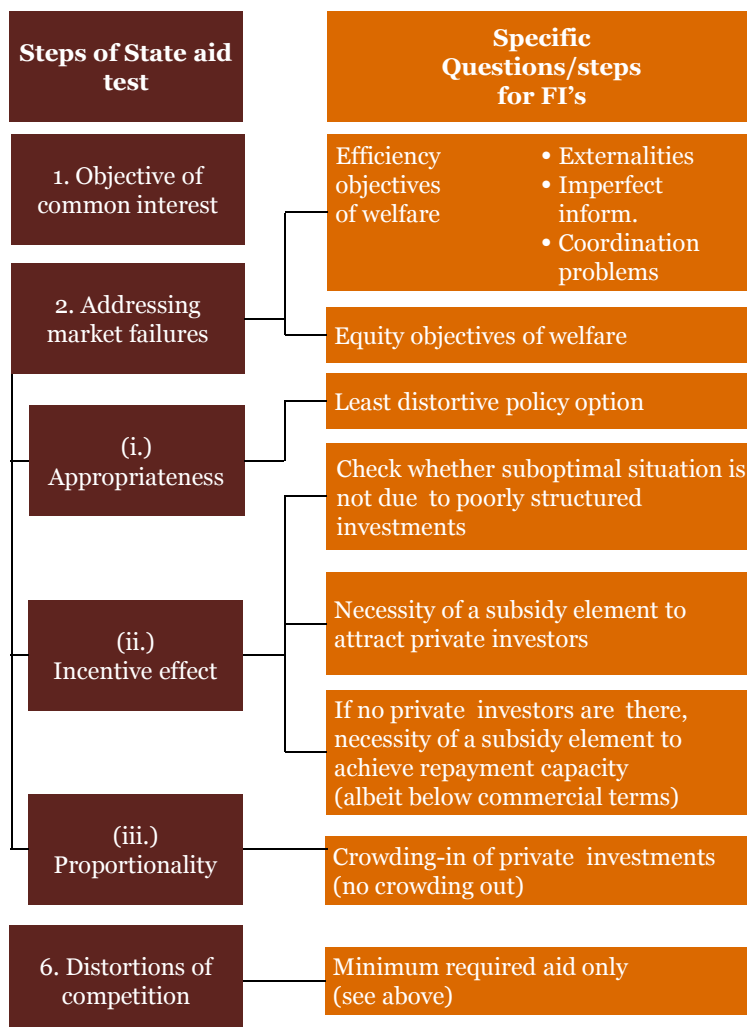 Steps of State aid
test
Specific
Questions/steps
for FI's
1. Objective of
common interest
Efficiency
objectives
of welfare
• Externalities
• Imperfect
inform.
• Coordination
problems
2. Addressing
market failures
Equity objectives of welfare
(i.)
Appropriateness
Least distortive policy option
Check whether suboptimal situation is
not due to poorly structured
investments
(ii.)
Incentive effect
Necessity of a subsidy element to
attract private investors
If no private investors are there,
necessity of a subsidy element to
achieve repayment capacity
(albeit below commercial terms)
(iii.)
Proportionality
Crowding-in of private investments
(no crowding out)
6. Distortions of
competition
Minimum required aid only
(see above)